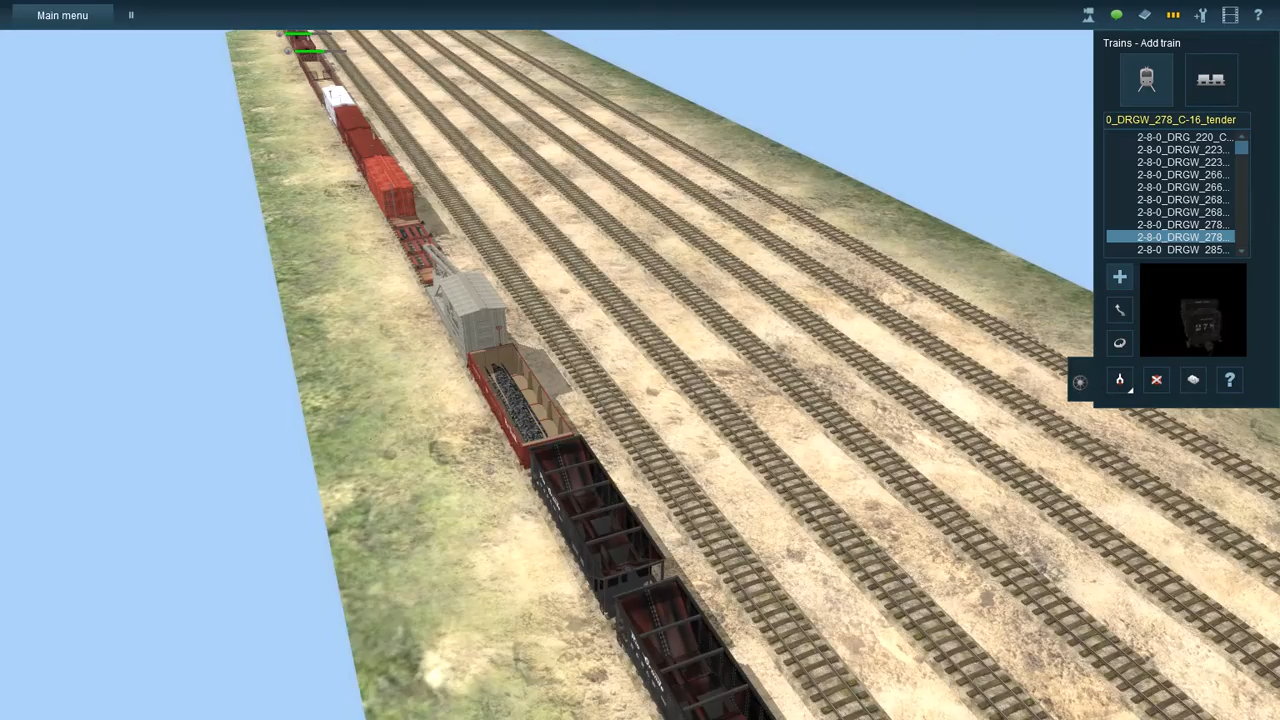 Main menu
Trains - Add train
0_DRGW_278_C-16_tender
2-8-0_DRG_220_C...
2-8-0_DRGW_223...
2-8-0_DRGW_223...
2-8-0_DRGW_266...
2-8-0_DRGW_266...
2-8-0_DRGW_268...
2-8-0_DRGW_268...
2-8-0_DRGW_278...
2-8-0_DRGW_278...
2-8-0_DRGW_285...